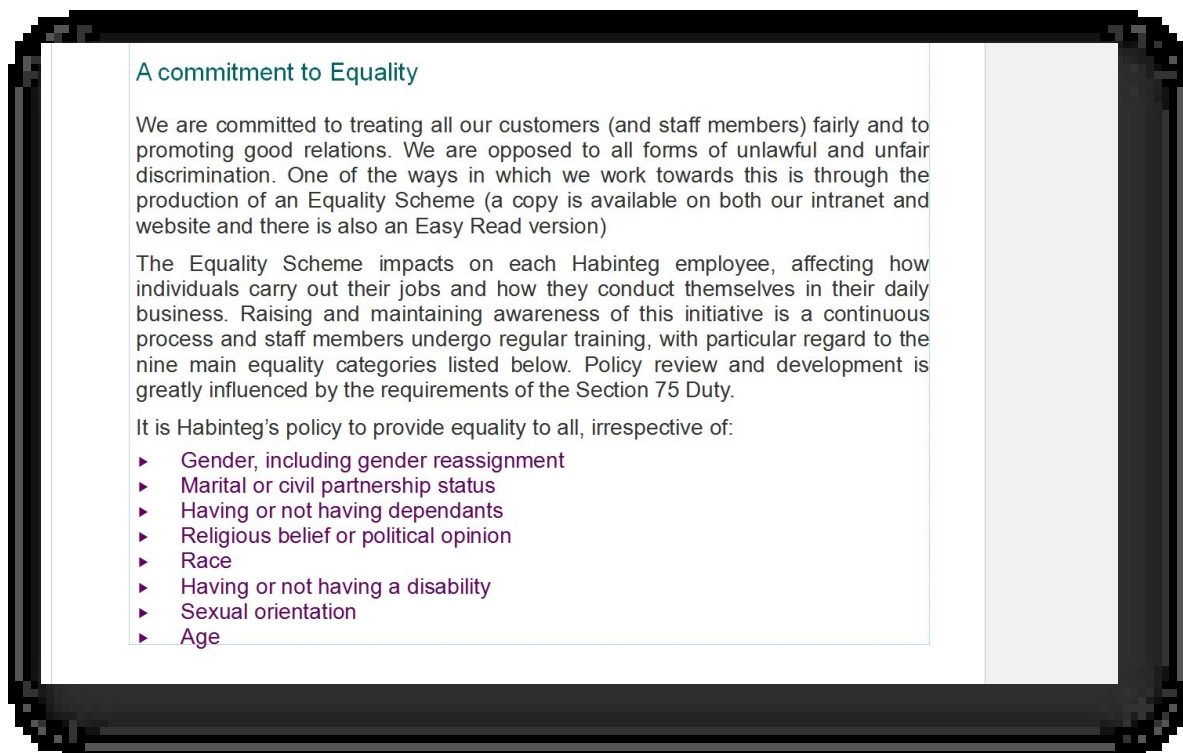 A commitment to Equality
We are committed to treating all our customers (and staff members) fairly and to
promoting good relations. We are opposed to all forms of unlawful and unfair
discrimination. One of the ways in which we work towards this is through the
production of an Equality Scheme (a copy is available on both our intranet and
website and there is also an Easy Read version)
The Equality Scheme impacts on each Habinteg employee, affecting how
individuals carry out their jobs and how they conduct themselves in their daily
business. Raising and maintaining awareness of this initiative is a continuous
process and staff members undergo regular training, with particular regard to the
nine main equality categories listed below. Policy review and development is
greatly influenced by the requirements of the Section 75 Duty.
It is Habinteg’s policy to provide equality to all, irrespective of:
▸ Gender, including gender reassignment
▸ Marital or civil partnership status
▸ Having or not having dependants
▸ Religious belief or political opinion
▸ Race
▸ Having or not having a disability
▸ Sexual orientation
▸ Age